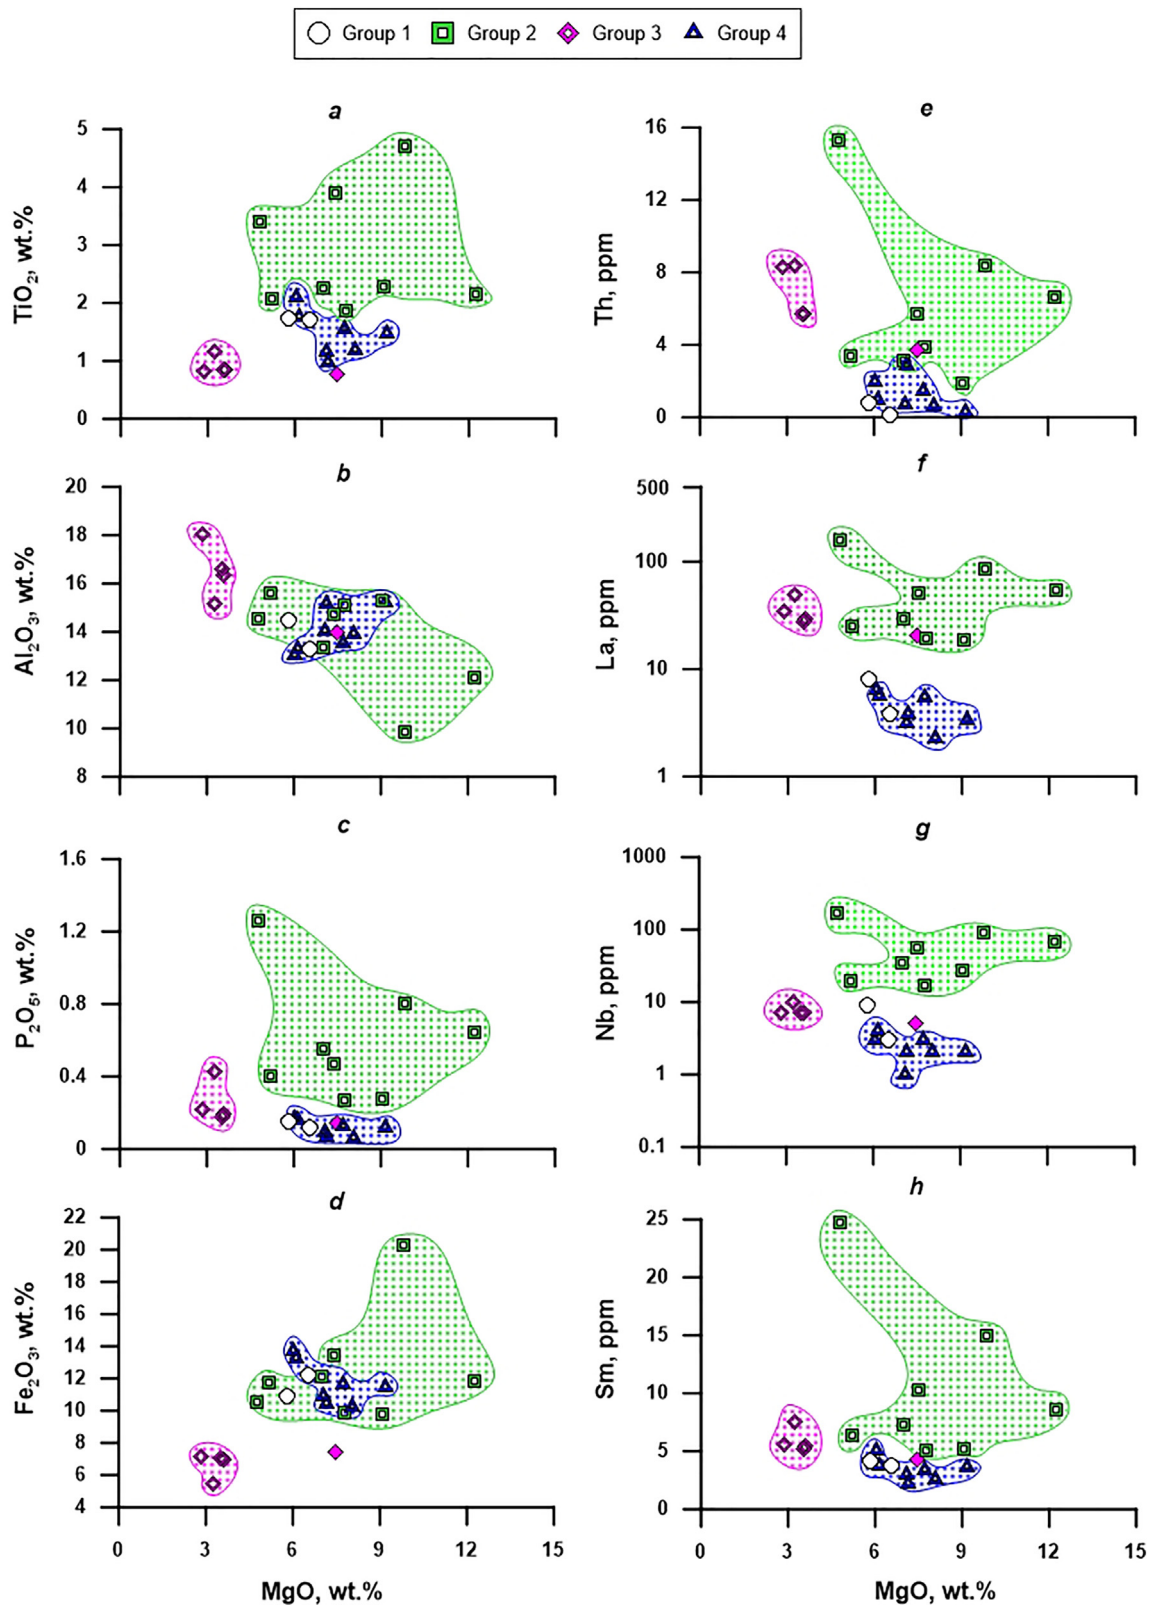 Group 1 Group 2 Group 3 Group 4
a
5
4
3
2
1
0
TiO2, wt.%
e
16
12
8
4
0
Th, ppm
b
20
18
16
14
12
10
8
Al2O3, wt.%
f
500
100
10
1
La, ppm
c
1.6
1.2
0.8
0.4
0
P2O5, wt.%
g
1000
100
10
1
0.1
Nb, ppm
d
22
20
18
16
14
12
10
8
6
4
Fe2O3, wt.%
0 3 6 9 12 15
MgO, wt.%
h
25
20
15
10
5
0
Sm, ppm
0 3 6 9 12 15
MgO, wt.%